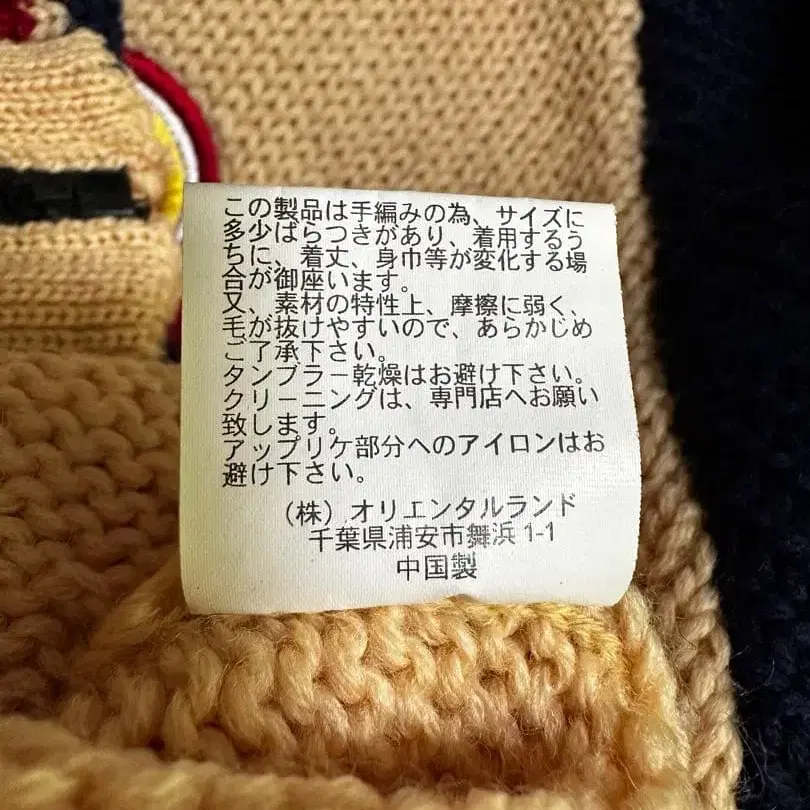 この製品は手編みの為、サイズに
多少ばらつきがあり、着用するう
ちに、着丈、身巾等が変化する場
合が御座います。
又、素材の特性上、摩擦に弱く、
毛が抜けやすいので、あらかじめ
ご了承下さい。
タンブラー乾燥はお避け下さい。
クリーニングは、専門店へお願い
致します。
アップリケ部分へのアイロンはお
避け下さい。
（株）オリエンタルランド
千葉県浦安市舞浜1-1
中国製